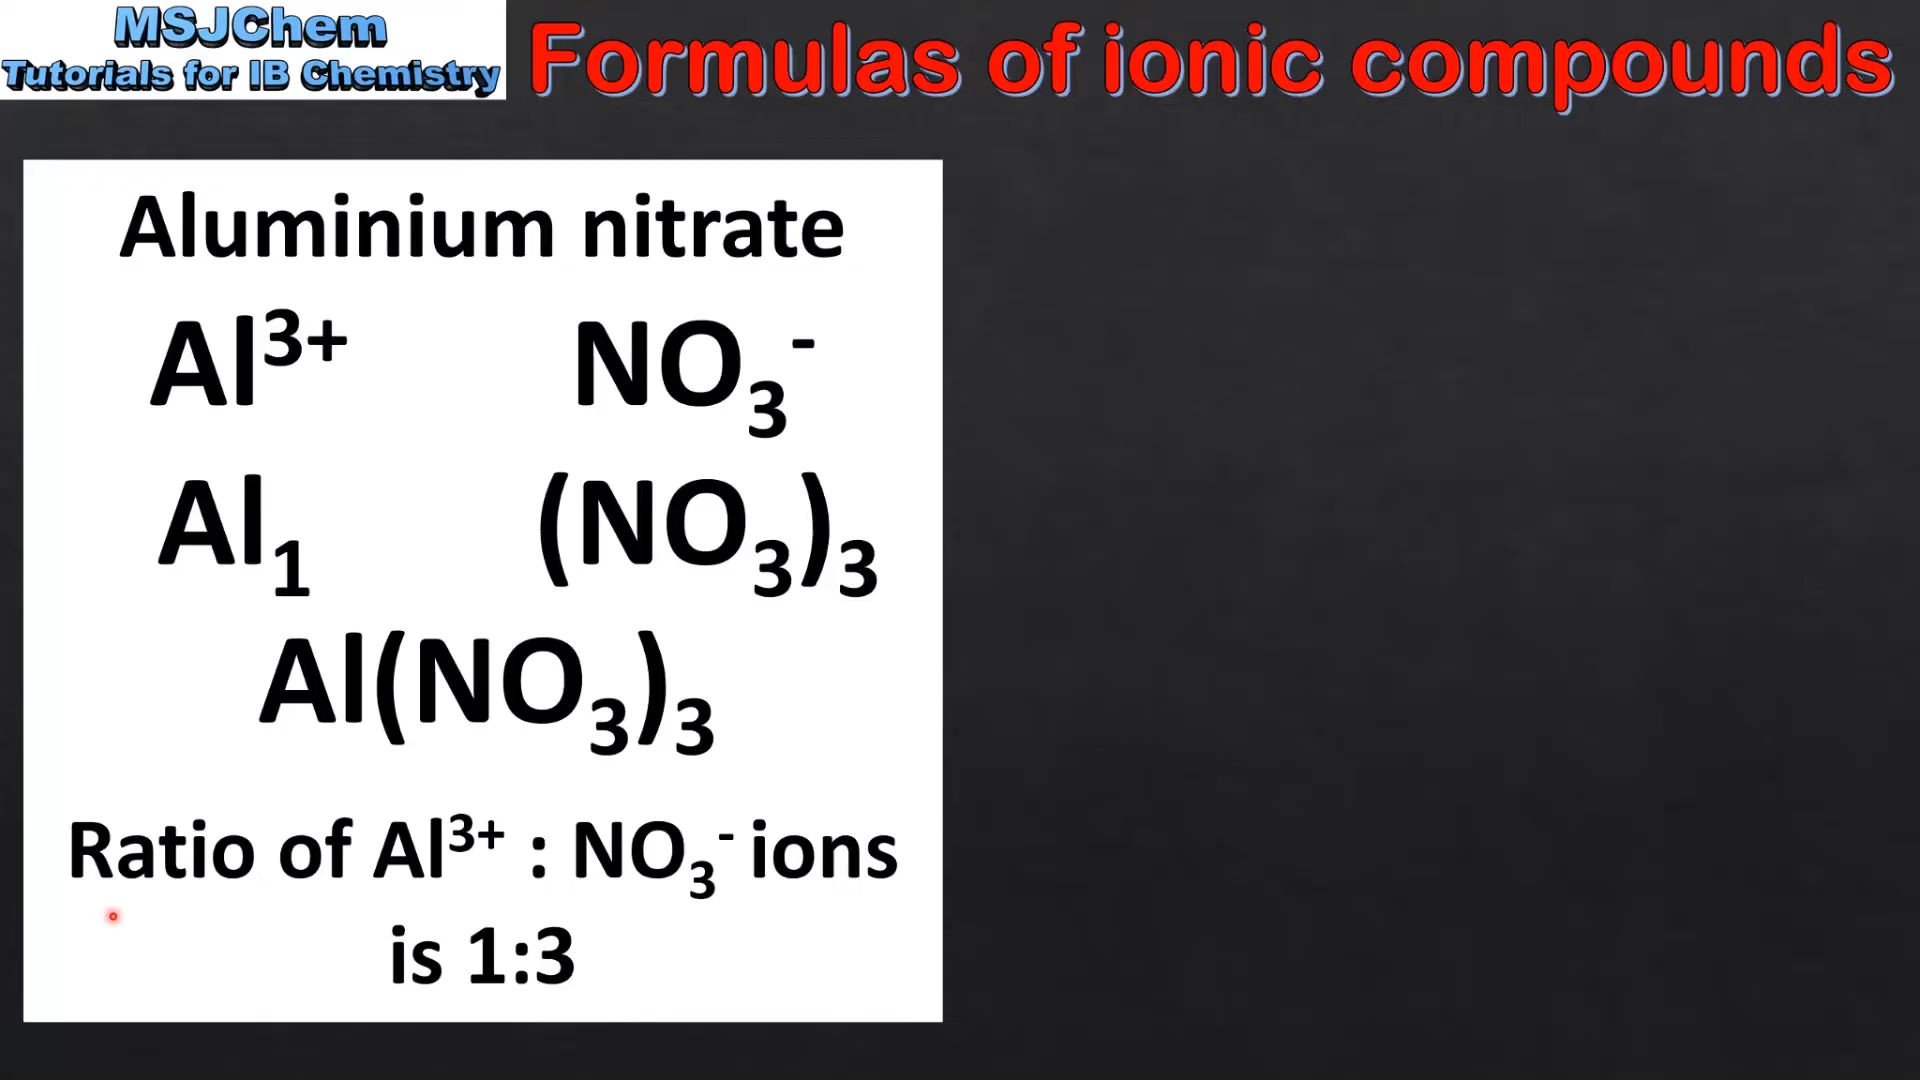 MSJChem
Tutorials for IB Chemistry
Formulas of ionic compounds
Aluminium nitrate
Al³⁺ NO₃⁻
Al₁ (NO₃)₃
Al(NO₃)₃
Ratio of Al³⁺ : NO₃⁻ ions
is 1:3